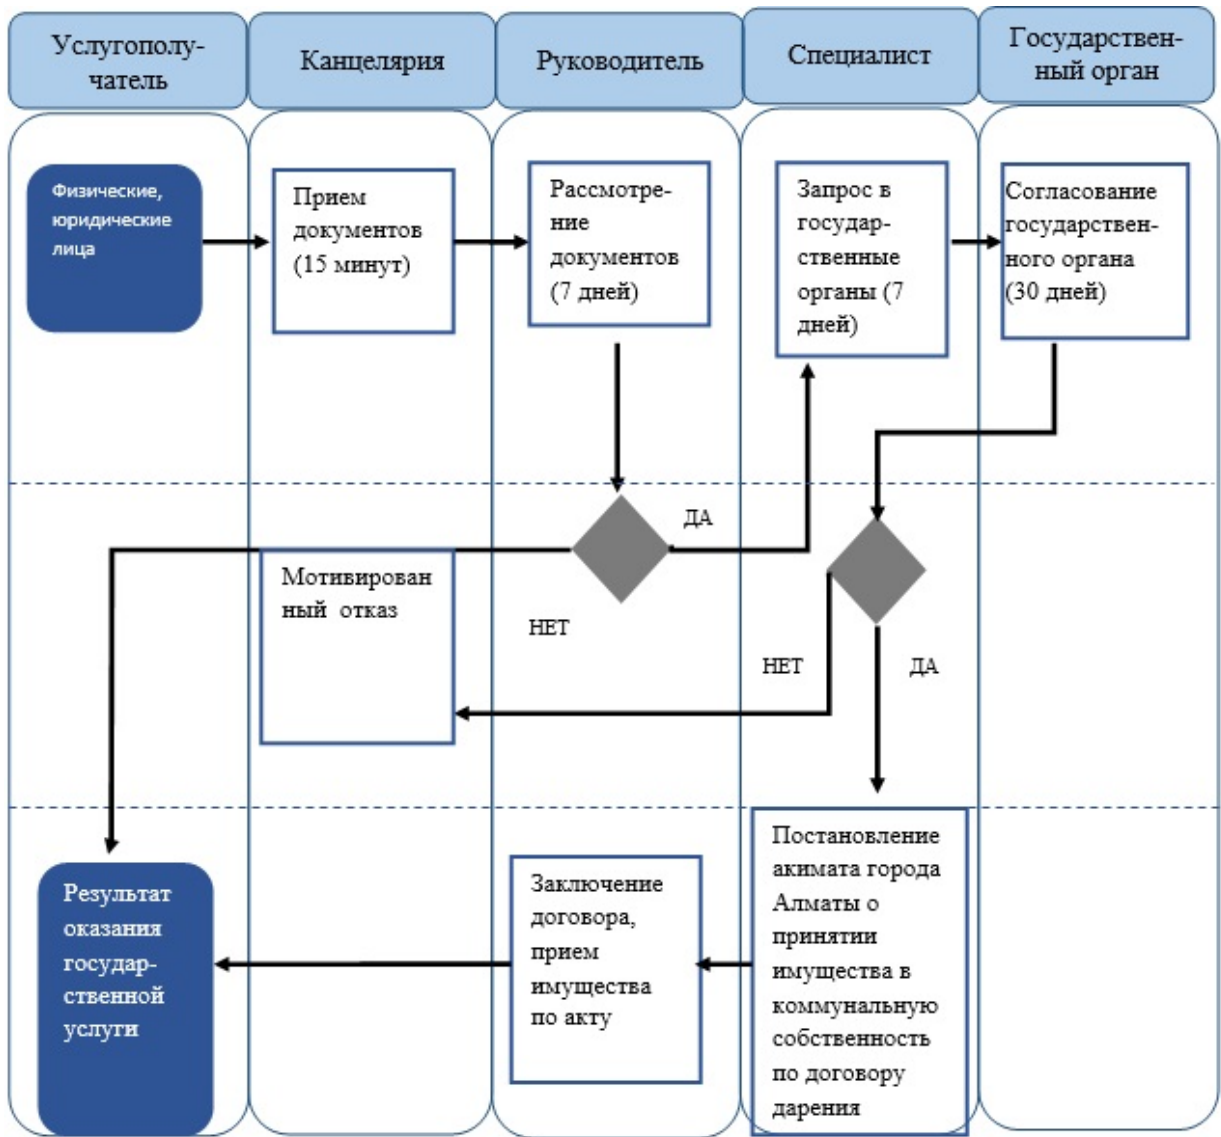 Услугополу-
чатель
Канцелярия
Руководитель
Специалист
Государствен-
ный орган
Физические,
юридические
лица
Прием
документов
(15 минут)
Рассмотре-
ние
документов
(7 дней)
Запрос в
государ-
ственные
органы (7
дней)
Согласование
государствен-
ного органа
(30 дней)
ДА
Мотивирован
ный отказ
НЕТ
НЕТ
ДА
Результат
оказания
государ-
ственной
услуги
Заключение
договора,
прием
имущества
по акту
Постановление
акимата города
Алматы о
принятии
имущества в
коммунальную
собственность
по договору
дарения